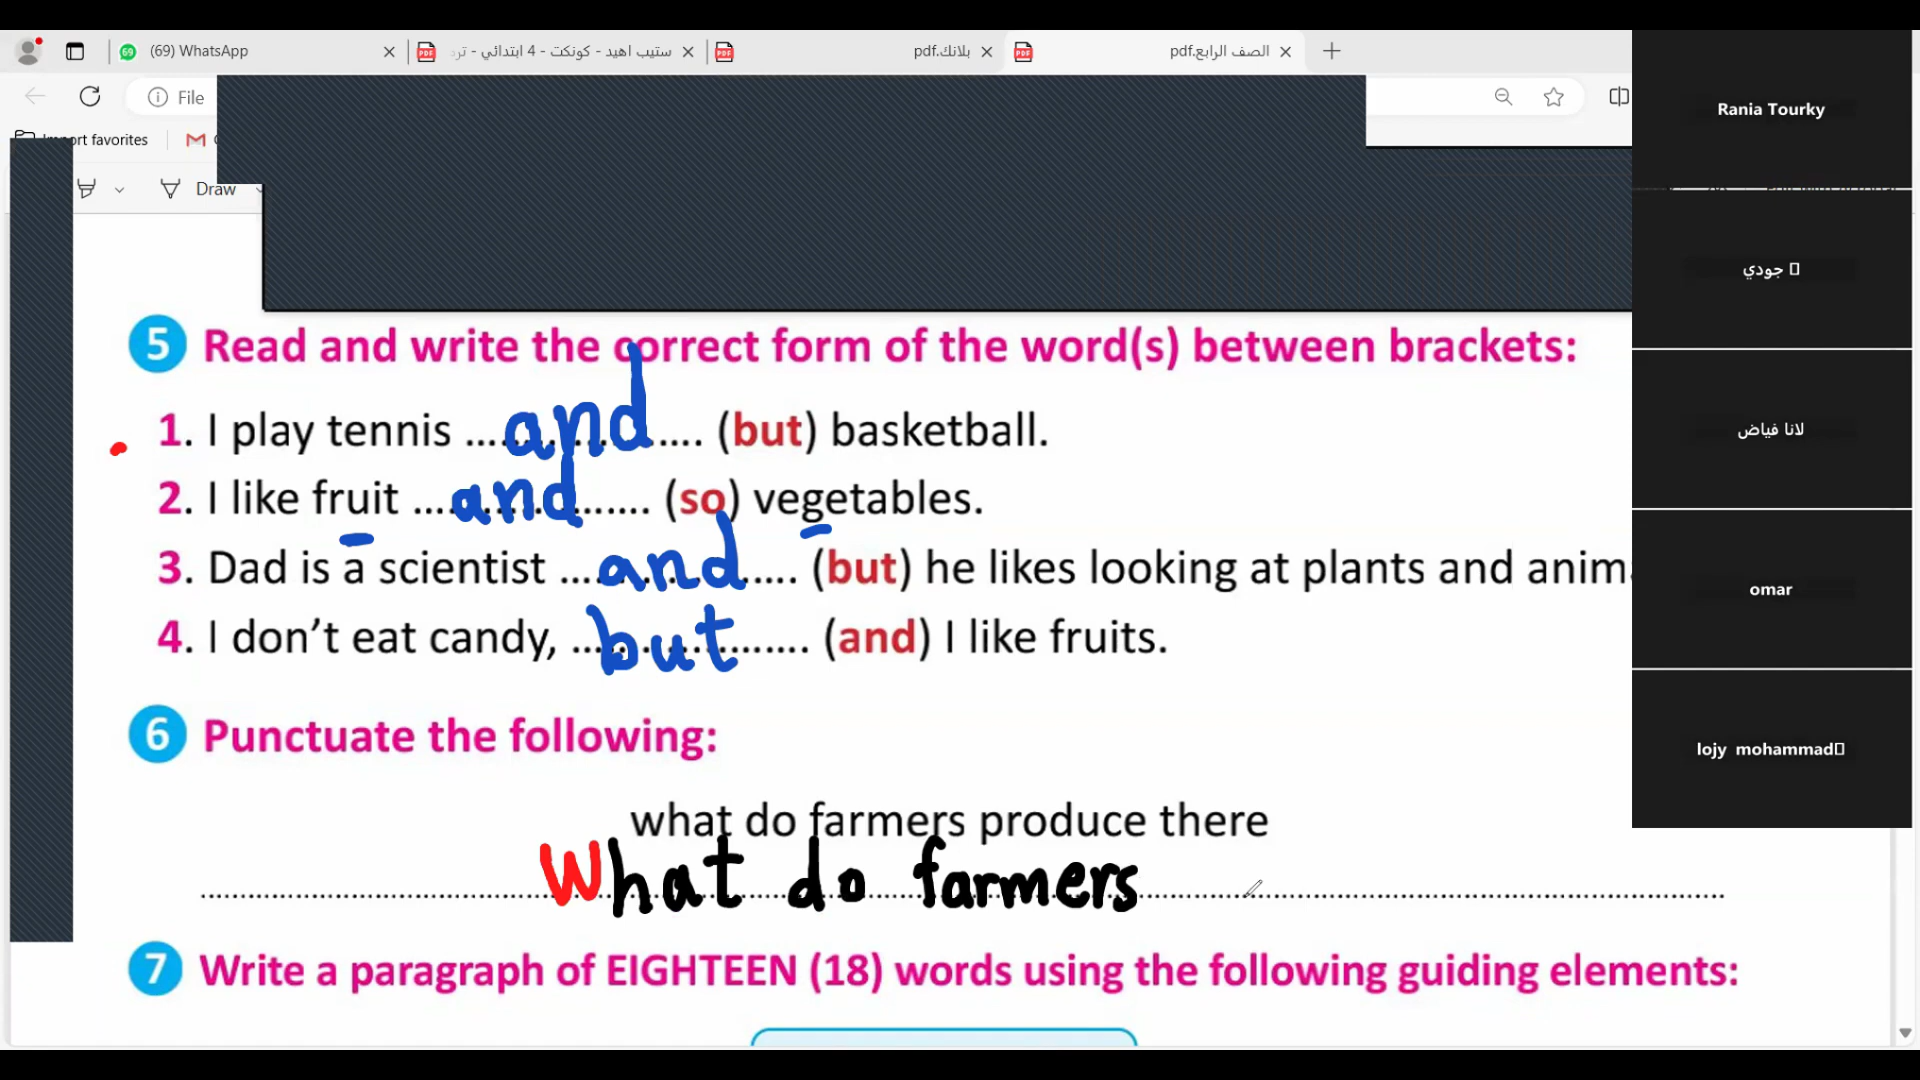 (69) WhatsApp
ستيب اهيد - كونكت - 4 ابتدائي - تره
بلانك.pdf
الصف الرابع.pdf
File
Import favorites
Draw
Rania Tourky
جودي
لانا فياض
omar
lojy mohammad
5 Read and write the correct form of the word(s) between brackets:
1. I play tennis ... and ... (but) basketball.
2. I like fruit ... and ... (so) vegetables.
3. Dad is a scientist ... and ... (but) he likes looking at plants and anim
4. I don't eat candy, ... but ... (and) I like fruits.
6 Punctuate the following:
what do farmers produce there
What do farmers
7 Write a paragraph of EIGHTEEN (18) words using the following guiding elements: